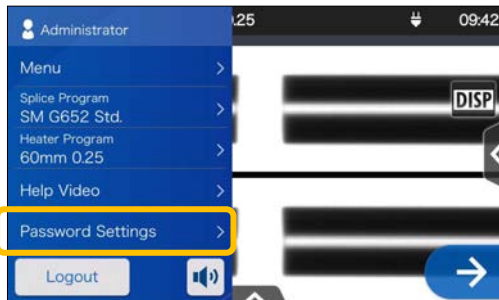 Administrator
.25
09:42
Menu
Splice Program
SM G652 Std.
Heater Program
60mm 0.25
Help Video
Password Settings
Logout
DISP